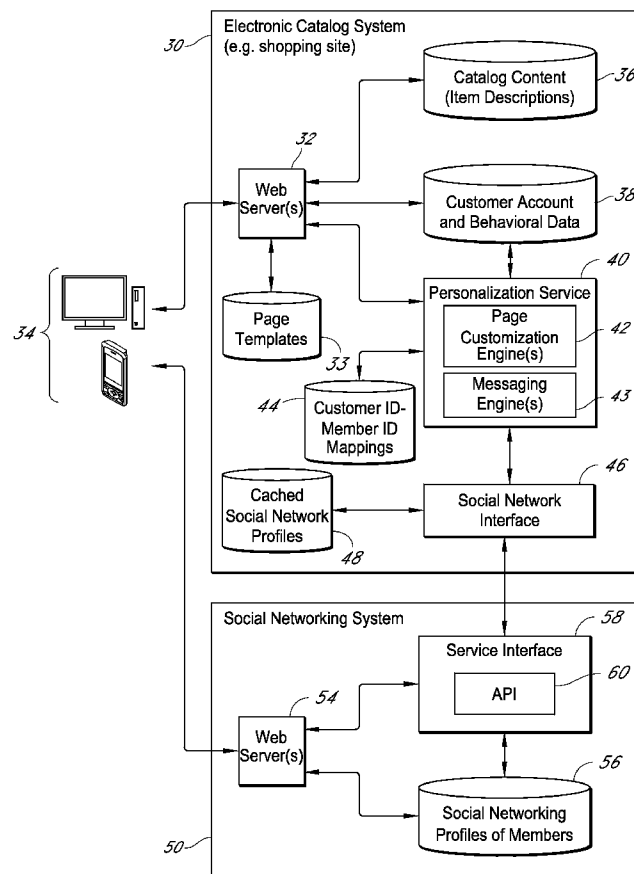 Electronic Catalog System
(e.g. shopping site)
30
Catalog Content
(Item Descriptions)
36
32
Web
Server(s)
Customer Account
and Behavioral Data
38
40
Personalization Service
Page
Customization
Engine(s)
42
Messaging
Engine(s)
43
34
Page
Templates
33
44
Customer ID-
Member ID
Mappings
46
Social Network
Interface
Cached
Social Network
Profiles
48
Social Networking System
58
Service Interface
API
60
54
Web
Server(s)
56
Social Networking
Profiles of Members
50